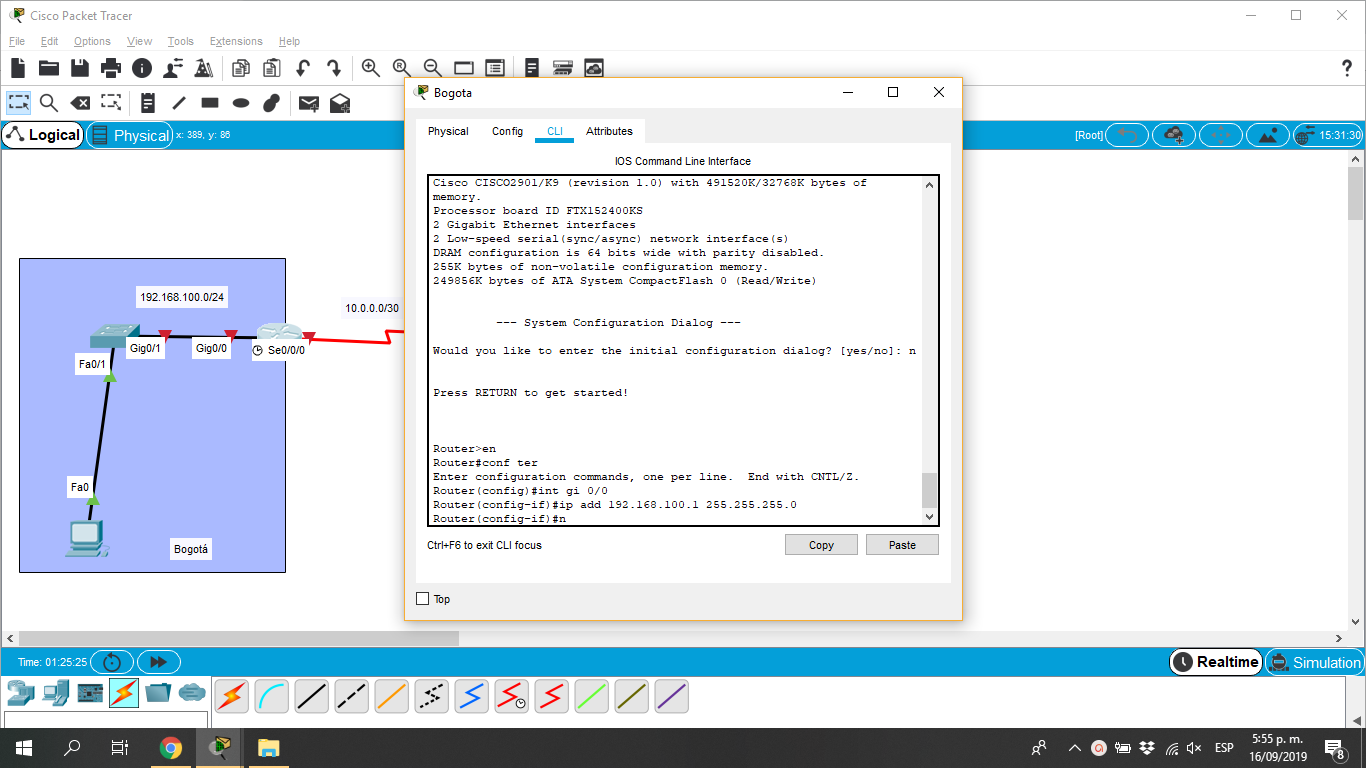 Cisco Packet Tracer
File Edit Options View Tools Extensions Help
?
Logical
Physical
x: 389, y: 86
[Root]
15:31:30
192.168.100.0/24
10.0.0.0/30
Gig0/1
Gig0/0
Se0/0/0
Fa0/1
Fa0
Bogotá
Bogota
Physical Config CLI Attributes
IOS Command Line Interface
Cisco CISCO2901/K9 (revision 1.0) with 491520K/32768K bytes of
memory.
Processor board ID FTX152400KS
2 Gigabit Ethernet interfaces
2 Low-speed serial(sync/async) network interface(s)
DRAM configuration is 64 bits wide with parity disabled.
255K bytes of non-volatile configuration memory.
249856K bytes of ATA System CompactFlash 0 (Read/Write)
--- System Configuration Dialog ---
Would you like to enter the initial configuration dialog? [yes/no]: n
Press RETURN to get started!
Router>en
Router#conf ter
Enter configuration commands, one per line.  End with CNTL/Z.
Router(config)#int gi 0/0
Router(config-if)#ip add 192.168.100.1 255.255.255.0
Router(config-if)#n
Ctrl+F6 to exit CLI focus
Copy
Paste
Top
Time: 01:25:25
Realtime
Simulation
ESP
5:55 p. m.
16/09/2019
8